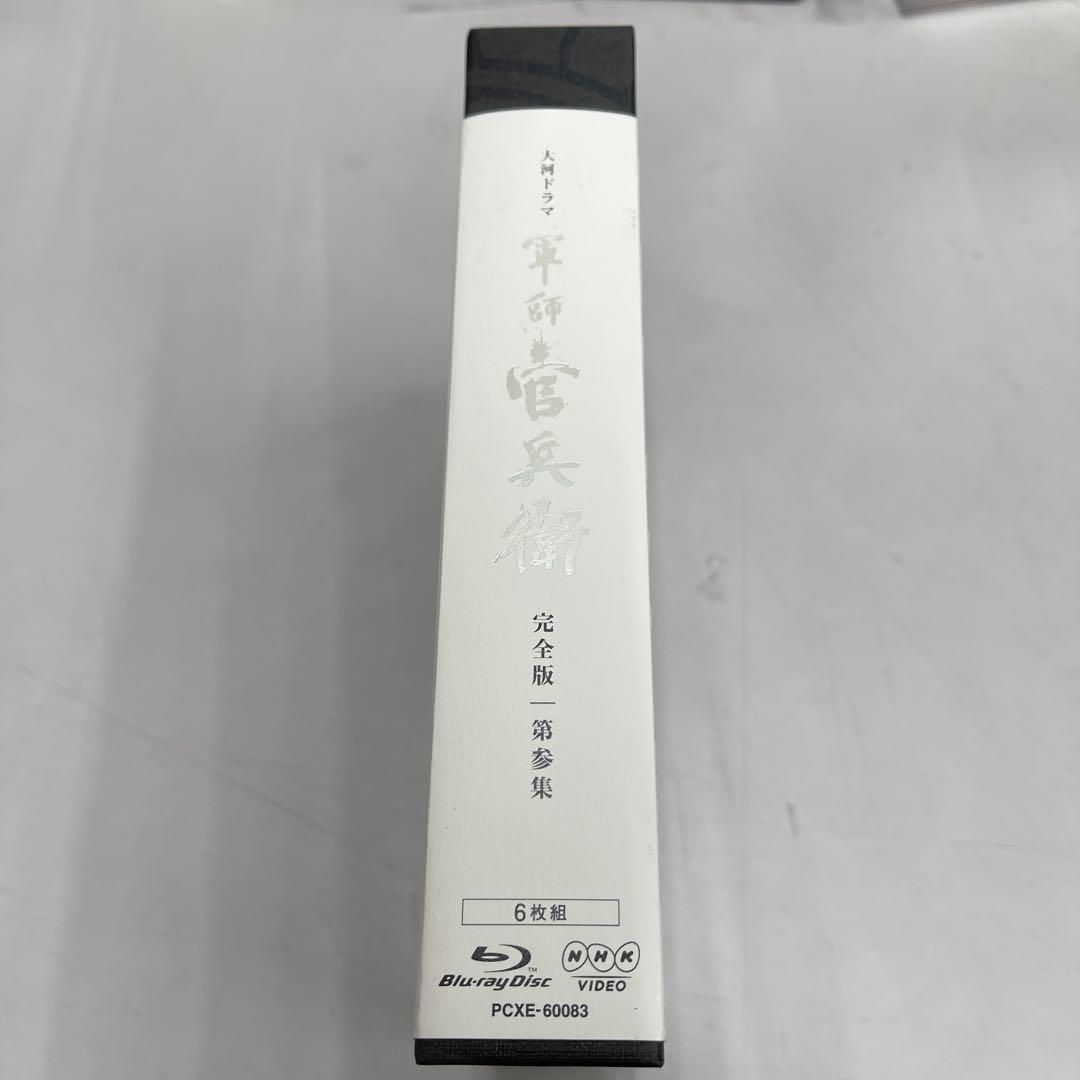 大河ドラマ
軍師官兵衛
完全版｜第参集
6枚組
Blu-ray Disc™
NHK
VIDEO
PCXE-60083